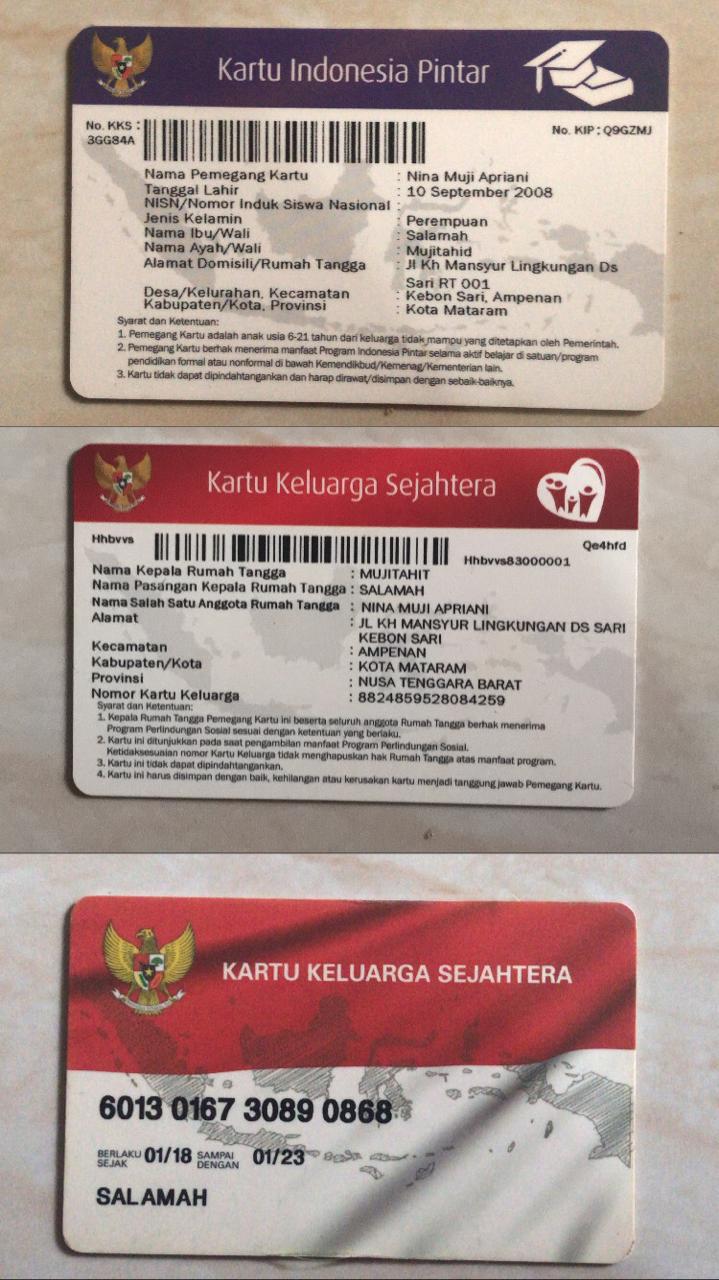 Kartu Indonesia Pintar
No. KKS :
3GG84A
No. KIP : Q9GZMJ
Nama Pemegang Kartu : Nina Muji Apriani
Tanggal Lahir : 10 September 2008
NISN/Nomor Induk Siswa Nasional :
Jenis Kelamin : Perempuan
Nama Ibu/Wali : Salamah
Nama Ayah/Wali : Mujitahid
Alamat Domisili/Rumah Tangga : Jl Kh Mansyur Lingkungan Ds
Sari RT 001
Desa/Kelurahan, Kecamatan : Kebon Sari, Ampenan
Kabupaten/Kota, Provinsi : Kota Mataram
Syarat dan Ketentuan:
1. Pemegang Kartu adalah anak usia 6-21 tahun dari keluarga tidak mampu yang ditetapkan oleh Pemerintah.
2. Pemegang Kartu berhak menerima manfaat Program Indonesia Pintar selama aktif belajar di satuan/program
pendidikan formal atau nonformal di bawah Kemendikbud/Kemenag/Kementerian lain.
3. Kartu tidak dapat dipindahtangankan dan harap dirawat/disimpan dengan sebaik-baiknya.
Kartu Keluarga Sejahtera
Hhbvvs
Qe4hfd
Hhbvvs83000001
Nama Kepala Rumah Tangga : MUJITAHIT
Nama Pasangan Kepala Rumah Tangga : SALAMAH
Nama Salah Satu Anggota Rumah Tangga : NINA MUJI APRIANI
Alamat : JL KH MANSYUR LINGKUNGAN DS SARI
KEBON SARI
Kecamatan : AMPENAN
Kabupaten/Kota : KOTA MATARAM
Provinsi : NUSA TENGGARA BARAT
Nomor Kartu Keluarga : 8824859528084259
Syarat dan Ketentuan:
1. Kepala Rumah Tangga Pemegang Kartu ini beserta seluruh anggota Rumah Tangga berhak menerima
Program Perlindungan Sosial sesuai dengan ketentuan yang berlaku.
2. Kartu ini ditunjukkan pada saat pengambilan manfaat Program Perlindungan Sosial.
Ketidaksesuaian nomor Kartu Keluarga tidak menghapuskan hak Rumah Tangga atas manfaat program.
3. Kartu ini tidak dapat dipindahtangankan.
4. Kartu ini harus disimpan dengan baik, kehilangan atau kerusakan kartu menjadi tanggung jawab Pemegang Kartu.
KARTU KELUARGA SEJAHTERA
6013 0167 3089 0868
BERLAKU SEJAK 01/18 SAMPAI DENGAN 01/23
SALAMAH